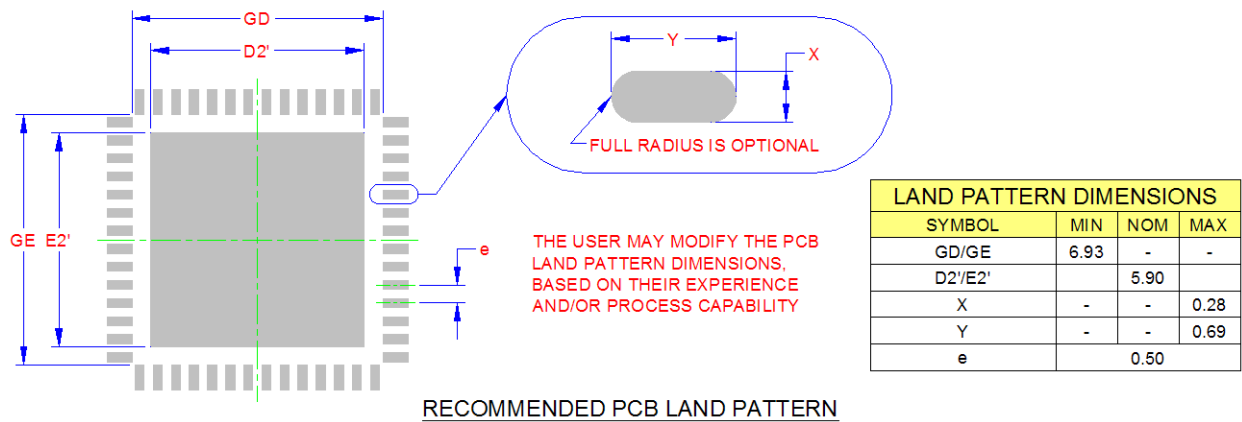 GD
D2'
Y
X
FULL RADIUS IS OPTIONAL
GE E2'
e
THE USER MAY MODIFY THE PCB
LAND PATTERN DIMENSIONS,
BASED ON THEIR EXPERIENCE
AND/OR PROCESS CAPABILITY
LAND PATTERN DIMENSIONS
SYMBOL MIN NOM MAX
GD/GE 6.93 - -
D2'/E2' 5.90
X - - 0.28
Y - - 0.69
e 0.50
RECOMMENDED PCB LAND PATTERN